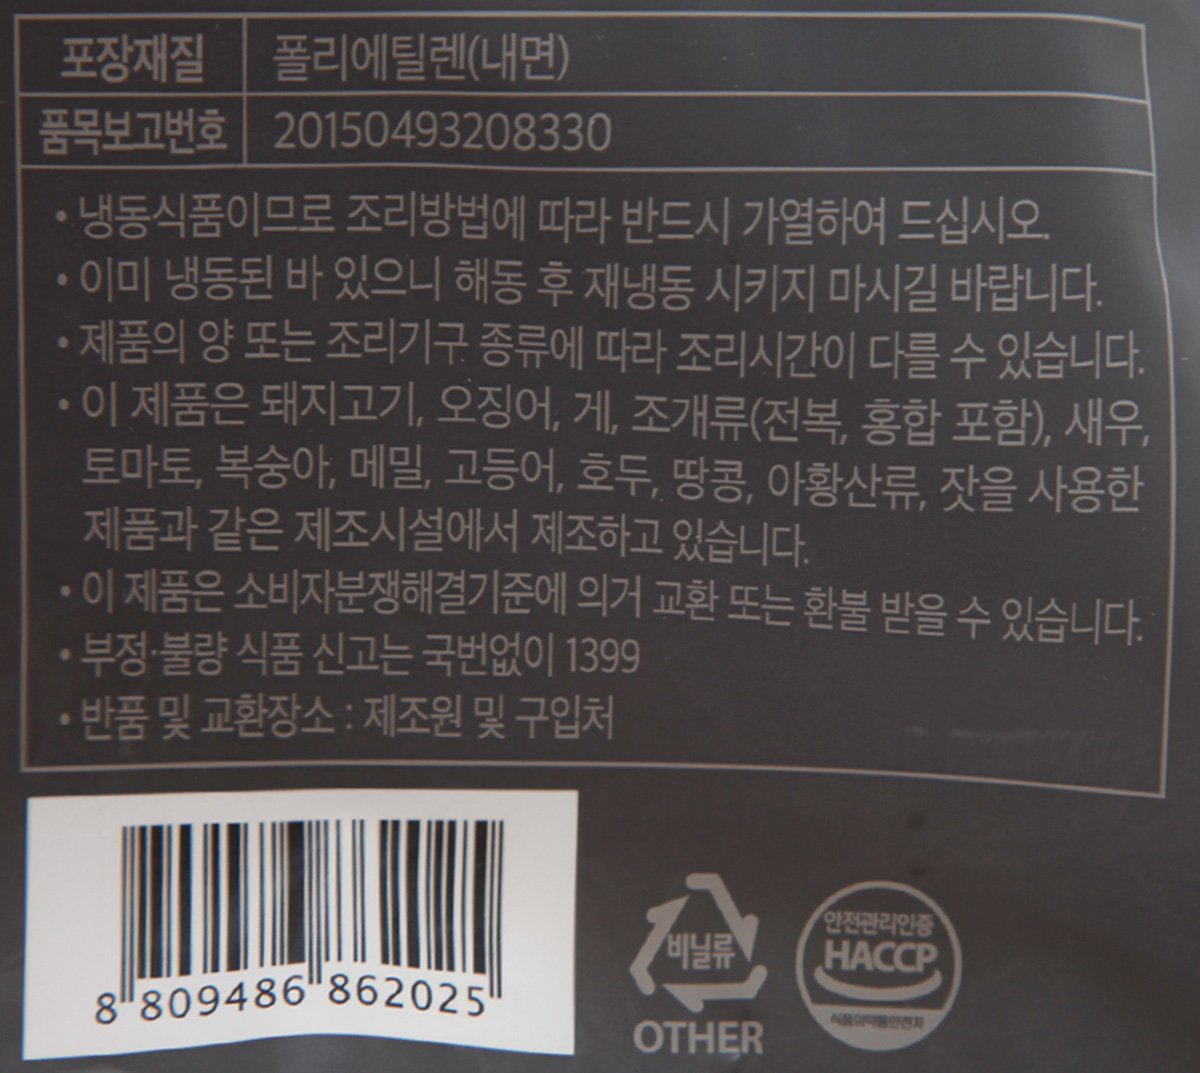 포장재질 폴리에틸렌(내면)
품목보고번호 20150493208330
• 냉동식품이므로 조리방법에 따라 반드시 가열하여 드십시오.
• 이미 냉동된 바 있으니 해동 후 재냉동 시키지 마시길 바랍니다.
• 제품의 양 또는 조리기구 종류에 따라 조리시간이 다를 수 있습니다.
• 이 제품은 돼지고기, 오징어, 게, 조개류(전복, 홍합 포함), 새우,
토마토, 복숭아, 메밀, 고등어, 호두, 땅콩, 아황산류, 잣을 사용한
제품과 같은 제조시설에서 제조하고 있습니다.
• 이 제품은 소비자분쟁해결기준에 의거 교환 또는 환불 받을 수 있습니다.
• 부정·불량 식품 신고는 국번없이 1399
• 반품 및 교환장소 : 제조원 및 구입처
8 809486 862025
비닐류
OTHER
안전관리인증
HACCP
식품의약품안전처